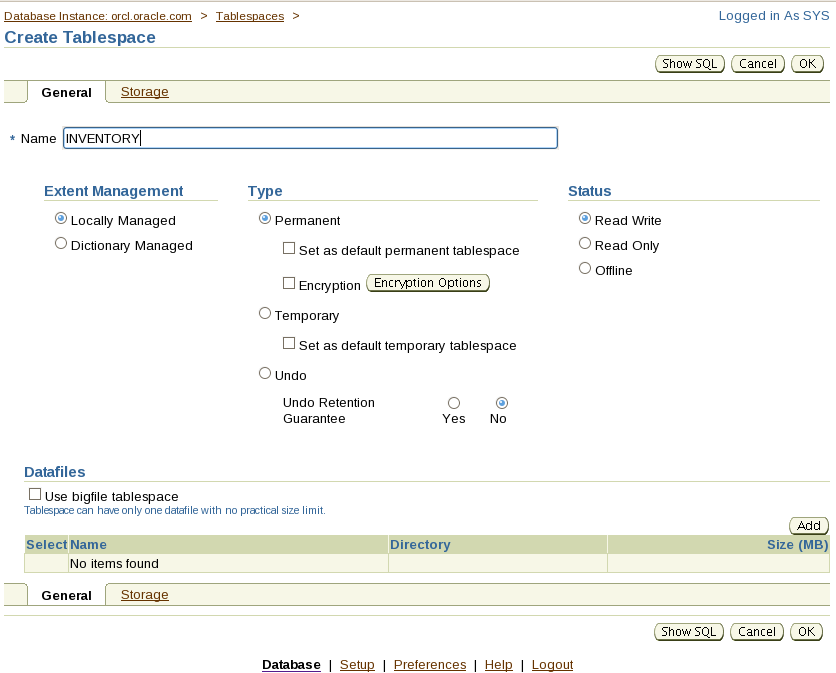 Database Instance: orcl.oracle.com > Tablespaces > Logged in As SYS
Create Tablespace
Show SQL Cancel OK
General Storage
* Name INVENTORY
Extent Management Type Status
Locally Managed Permanent Read Write
Dictionary Managed Set as default permanent tablespace Read Only
Offline
Encryption Encryption Options
Temporary
Set as default temporary tablespace
Undo
Undo Retention
Guarantee Yes No
Datafiles
Use bigfile tablespace
Tablespace can have only one datafile with no practical size limit.
Add
Select Name Directory Size (MB)
No items found
General Storage
Show SQL Cancel OK
Database | Setup | Preferences | Help | Logout